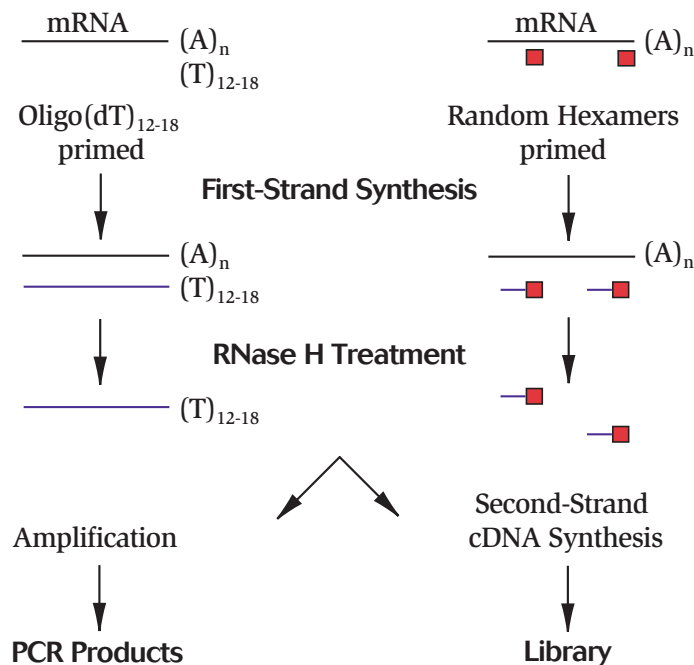 mRNA
(A)n
(T)12-18
Oligo(dT)12-18
primed
mRNA
(A)n
Random Hexamers
primed
First-Strand Synthesis
(A)n
(T)12-18
(A)n
RNase H Treatment
(T)12-18
Amplification
Second-Strand
cDNA Synthesis
PCR Products
Library